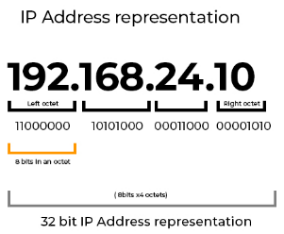 IP Address representation
192.168.24.10
Left octet Right octet
11000000 10101000 00011000 00001010
8 bits in an octet
( 8bits x4 octets)
32 bit IP Address representation